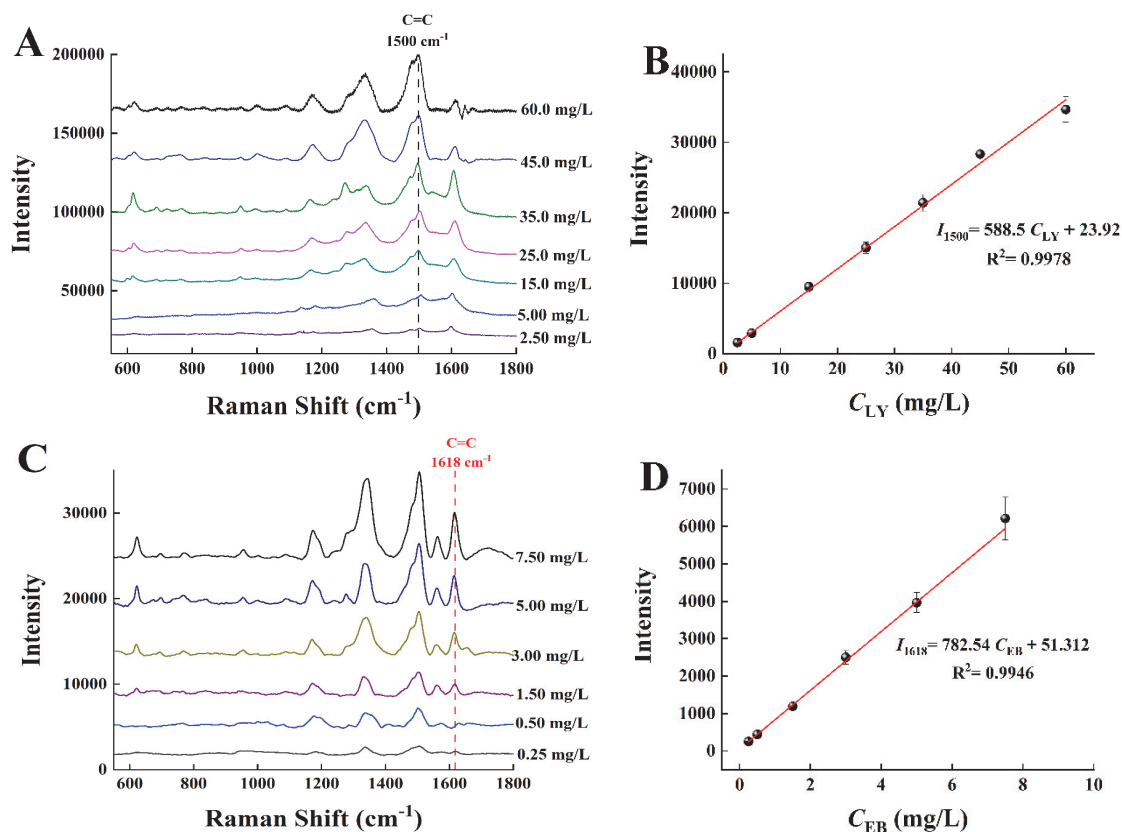 A
C=C
1500 cm⁻¹
200000
150000
100000
50000
Intensity
60.0 mg/L
45.0 mg/L
35.0 mg/L
25.0 mg/L
15.0 mg/L
5.00 mg/L
2.50 mg/L
600 800 1000 1200 1400 1600 1800
Raman Shift (cm⁻¹)
B
40000
30000
20000
10000
0
Intensity
I₁₅₀₀= 588.5 C_LY + 23.92
R²= 0.9978
0 10 20 30 40 50 60
C_LY (mg/L)
C
C=C
1618 cm⁻¹
30000
20000
10000
0
Intensity
7.50 mg/L
5.00 mg/L
3.00 mg/L
1.50 mg/L
0.50 mg/L
0.25 mg/L
600 800 1000 1200 1400 1600 1800
Raman Shift (cm⁻¹)
D
7000
6000
5000
4000
3000
2000
1000
0
Intensity
I₁₆₁₈= 782.54 C_EB + 51.312
R²= 0.9946
0 2 4 6 8 10
C_EB (mg/L)